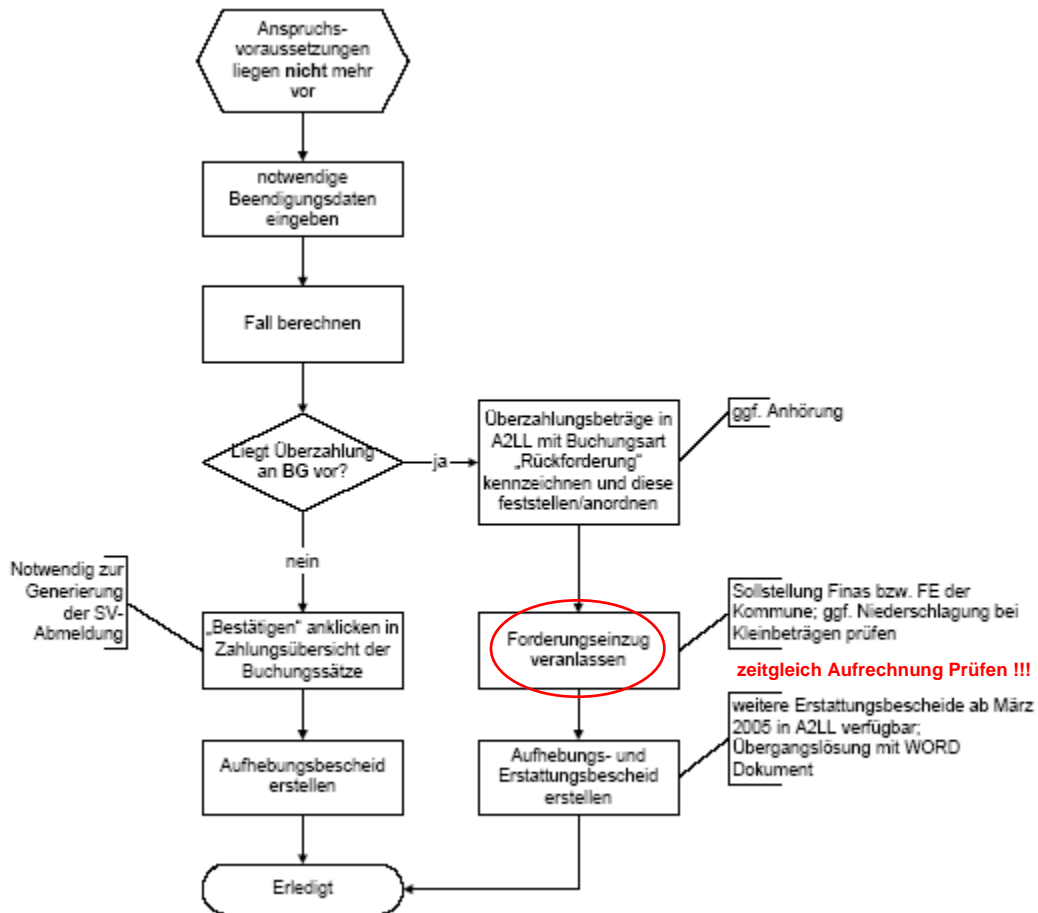 Anspruchs-
voraussetzungen
liegen nicht mehr
vor
notwendige
Beendigungsdaten
eingeben
Fall berechnen
Liegt Überzahlung
an BG vor?
ja
Überzahlungsbeträge in
A2LL mit Buchungsart
„Rückforderung"
kennzeichnen und diese
feststellen/anordnen
ggf. Anhörung
nein
Notwendig zur
Generierung
der SV-
Abmeldung
„Bestätigen" anklicken in
Zahlungsübersicht der
Buchungssätze
Forderungseinzug
veranlassen
Sollstellung Finas bzw. FE der
Kommune; ggf. Niederschlagung bei
Kleinbeträgen prüfen
zeitgleich Aufrechnung Prüfen !!!
Aufhebungsbescheid
erstellen
Aufhebungs- und
Erstattungsbescheid
erstellen
weitere Erstattungsbescheide ab März
2005 in A2LL verfügbar;
Übergangslösung mit WORD
Dokument
Erledigt